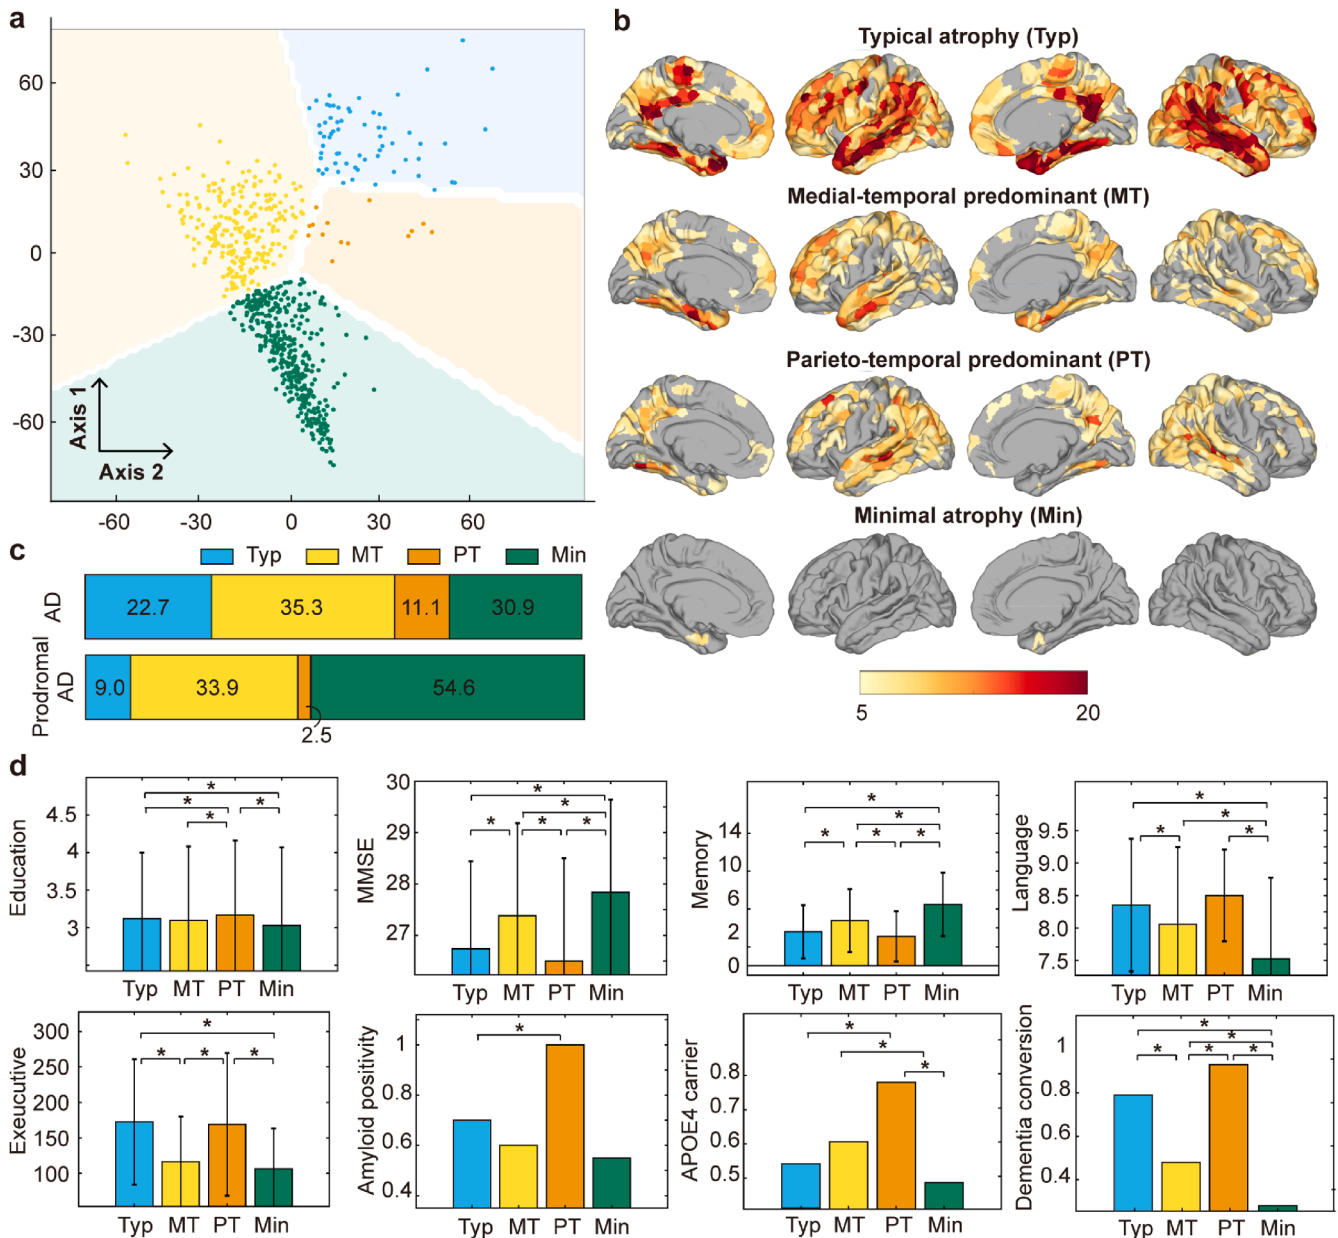 a
60
30
0
-30
-60
Axis 1
Axis 2
-60
-30
0
30
60
b
Typical atrophy (Typ)
Medial-temporal predominant (MT)
Parieto-temporal predominant (PT)
Minimal atrophy (Min)
5
20
c
Typ
MT
PT
Min
AD
22.7
35.3
11.1
30.9
Prodromal
AD
9.0
33.9
54.6
2.5
d
Education
4.5
4
3.5
3
* * * *
Typ MT PT Min
MMSE
30
29
28
27
* * * * *
Typ MT PT Min
Memory
14
10
6
2
0
* * * * *
Typ MT PT Min
Language
9.5
9.0
8.5
8.0
7.5
* * * *
Typ MT PT Min
Exeucutive
300
250
200
150
100
* * * *
Typ MT PT Min
Amyloid positivity
1
0.8
0.6
0.4
*
Typ MT PT Min
APOE4 carrier
0.8
0.7
0.6
0.5
* * *
Typ MT PT Min
Dementia conversion
1
0.8
0.6
0.4
* * * * *
Typ MT PT Min